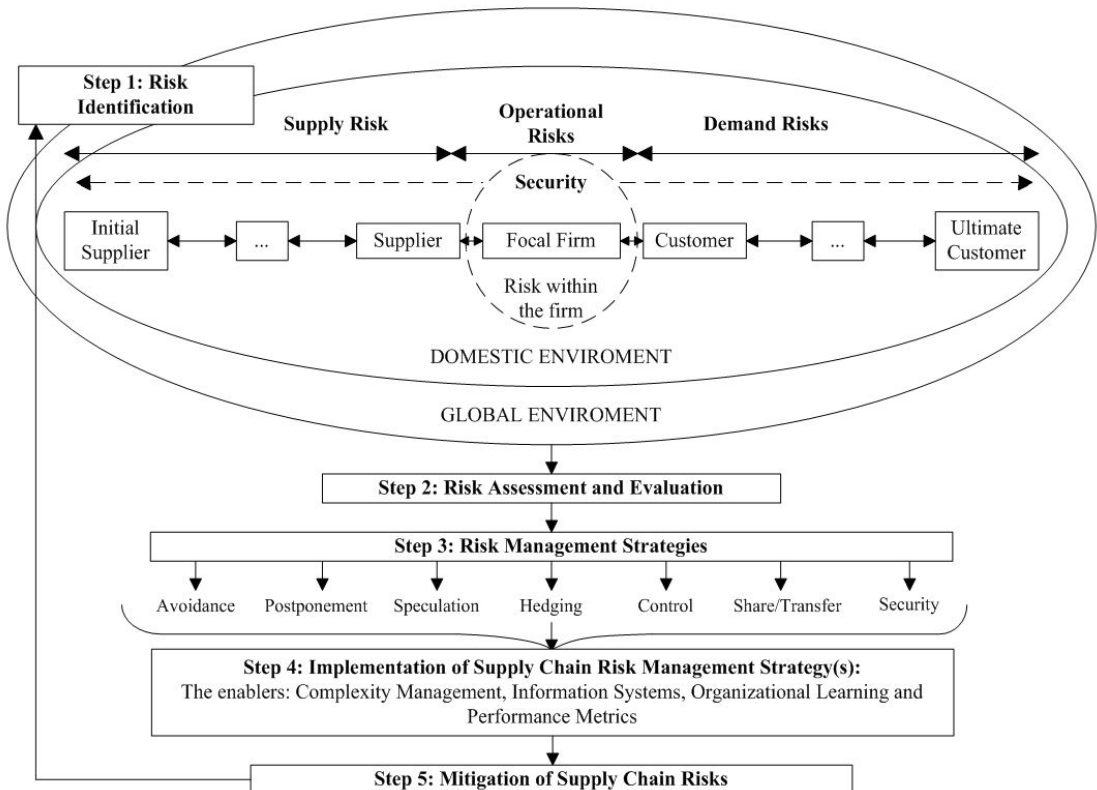 Step 1: Risk
Identification
Supply Risk
Operational
Risks
Demand Risks
Security
Initial
Supplier
...
Supplier
Focal Firm
Customer
...
Ultimate
Customer
Risk within
the firm
DOMESTIC ENVIROMENT
GLOBAL ENVIROMENT
Step 2: Risk Assessment and Evaluation
Step 3: Risk Management Strategies
Avoidance
Postponement
Speculation
Hedging
Control
Share/Transfer
Security
Step 4: Implementation of Supply Chain Risk Management Strategy(s):
The enablers: Complexity Management, Information Systems, Organizational Learning and
Performance Metrics
Step 5: Mitigation of Supply Chain Risks